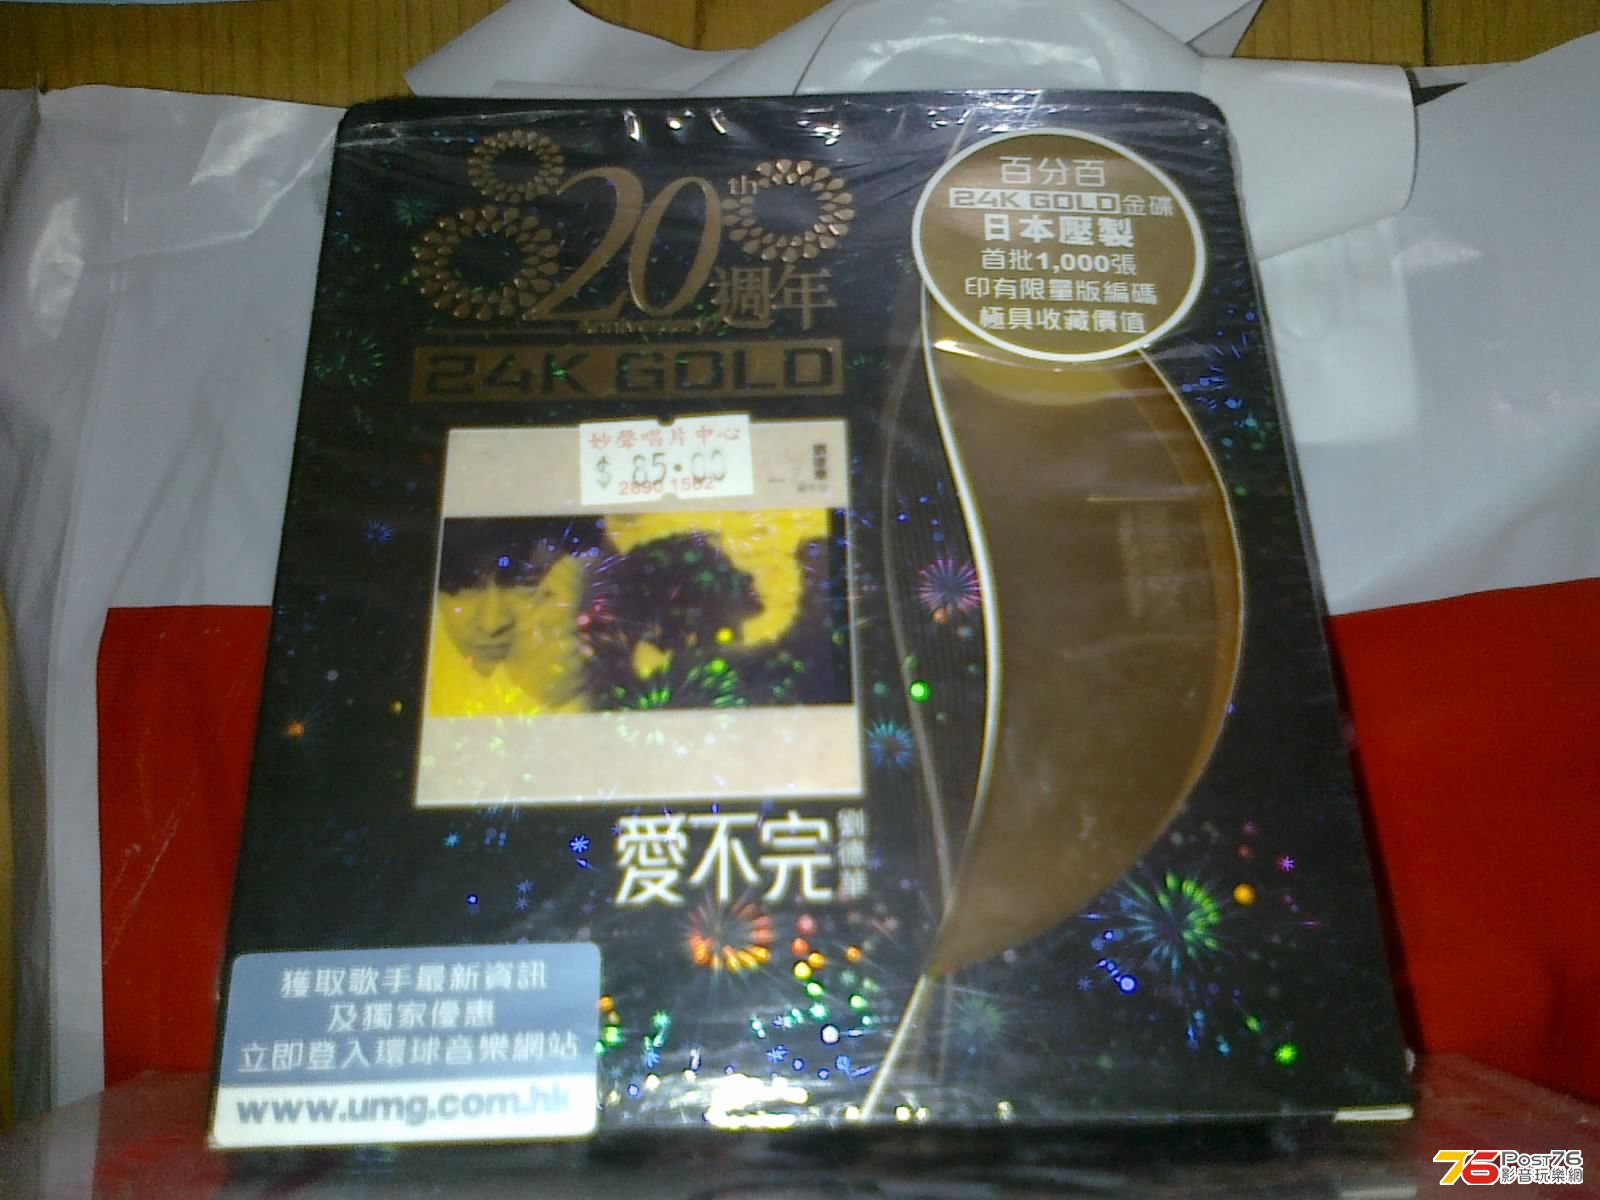 20th
週年
Anniversary
24K GOLD
百分百
24K GOLD金碟
日本壓製
首批1,000張
印有限量版編碼
極具收藏價值
妙聲唱片中心
$ 85.00
2890 1582
愛不完
劉德華
獲取歌手最新資訊
及獨家優惠
立即登入環球音樂網站
www.umg.com.hk
Post76
影音玩樂網